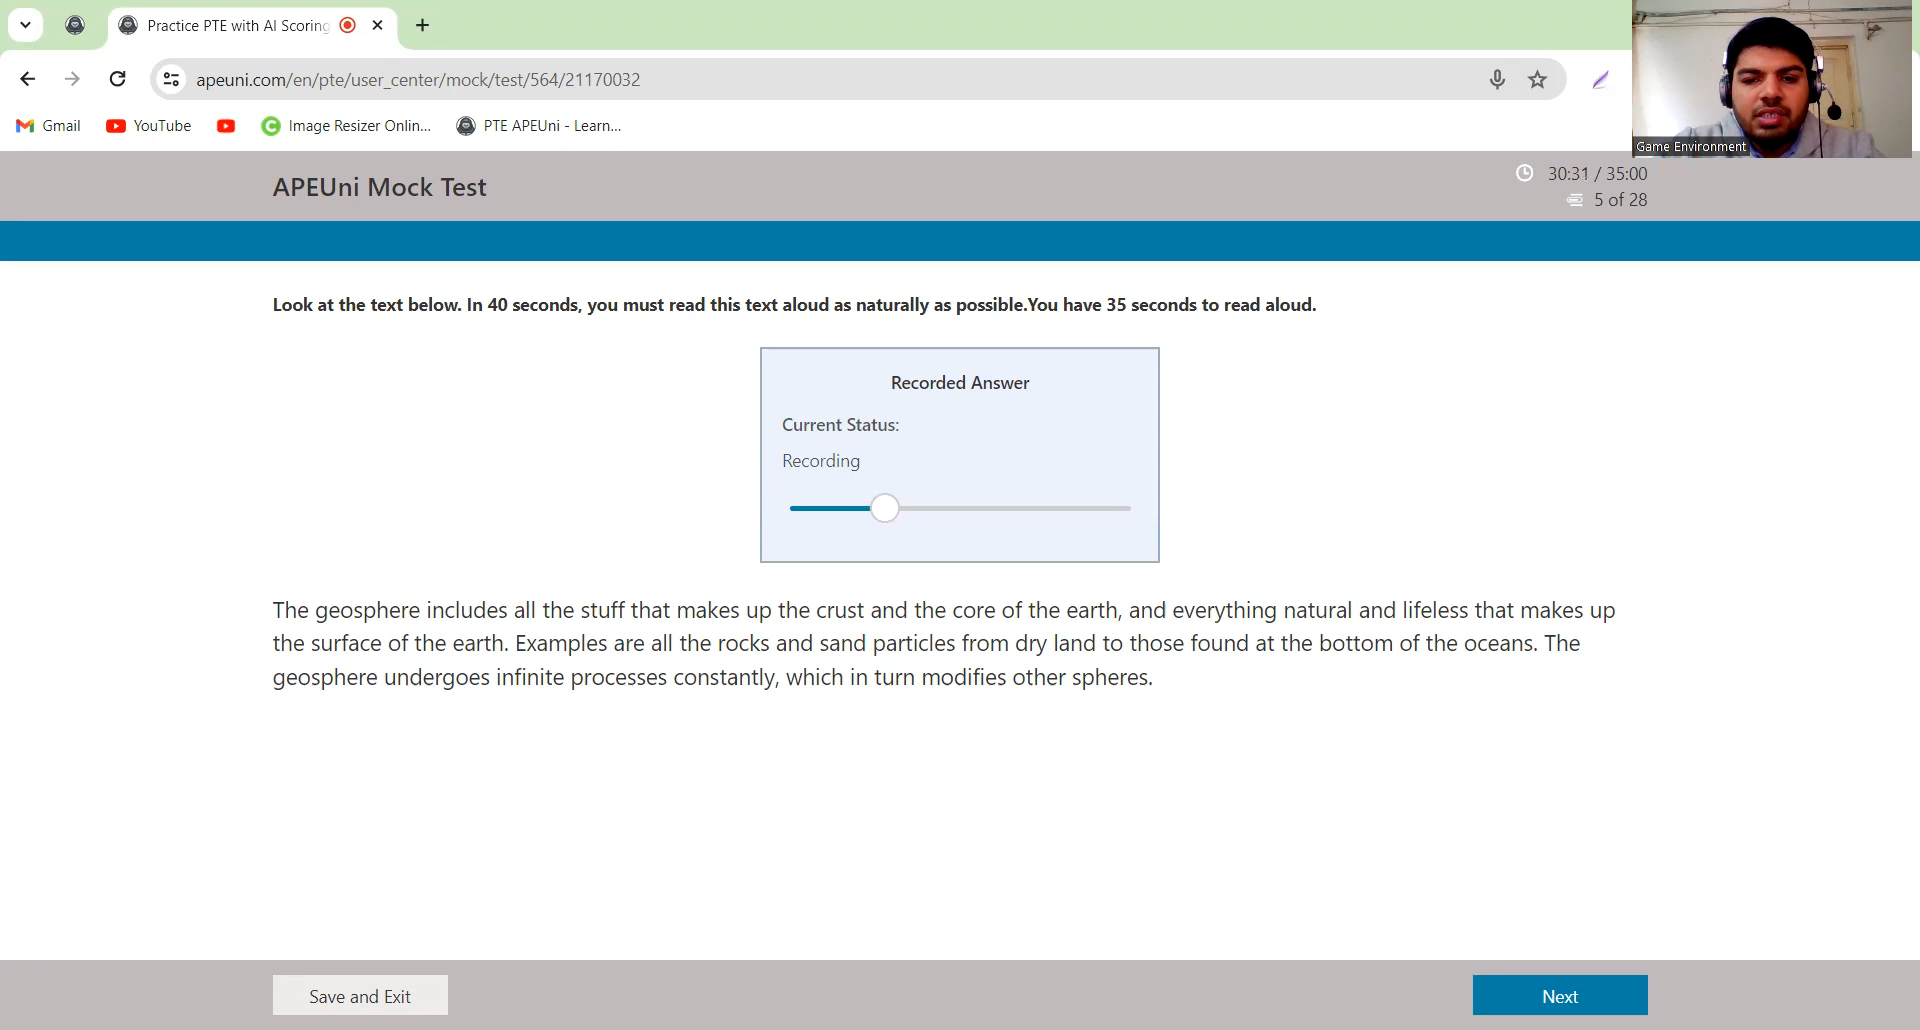 Practice PTE with AI Scoring
apeuni.com/en/pte/user_center/mock/test/564/21170032
Gmail
YouTube
Image Resizer Onlin...
PTE APEUni - Learn...
Game Environment
APEUni Mock Test
30:31 / 35:00
5 of 28
Look at the text below. In 40 seconds, you must read this text aloud as naturally as possible.You have 35 seconds to read aloud.
Recorded Answer
Current Status:
Recording
The geosphere includes all the stuff that makes up the crust and the core of the earth, and everything natural and lifeless that makes up
the surface of the earth. Examples are all the rocks and sand particles from dry land to those found at the bottom of the oceans. The
geosphere undergoes infinite processes constantly, which in turn modifies other spheres.
Save and Exit
Next